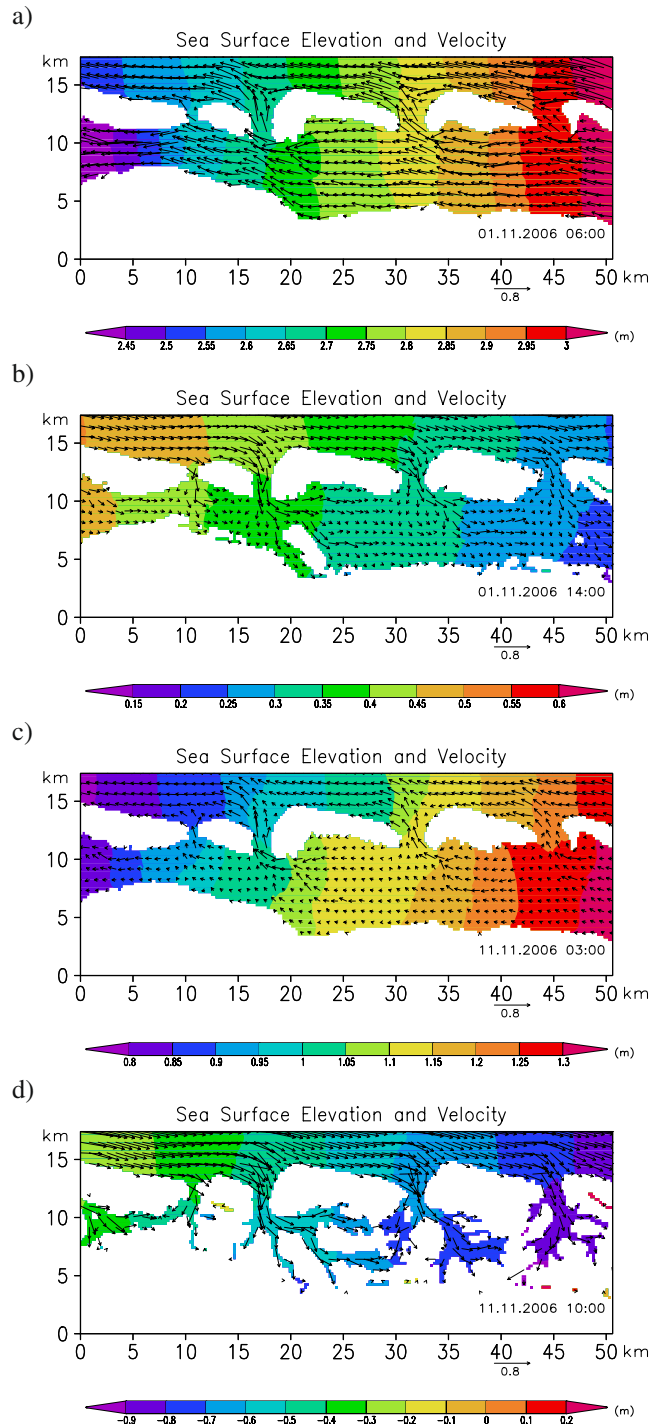 a)
Sea Surface Elevation and Velocity
km
15
10
5
0
01.11.2006 06:00
0 5 10 15 20 25 30 35 40 45 50 km
0.8
2.45 2.5 2.55 2.6 2.65 2.7 2.75 2.8 2.85 2.9 2.95 3 (m)
b)
Sea Surface Elevation and Velocity
km
15
10
5
0
01.11.2006 14:00
0 5 10 15 20 25 30 35 40 45 50 km
0.8
0.15 0.2 0.25 0.3 0.35 0.4 0.45 0.5 0.55 0.6 (m)
c)
Sea Surface Elevation and Velocity
km
15
10
5
0
11.11.2006 03:00
0 5 10 15 20 25 30 35 40 45 50 km
0.8
0.8 0.85 0.9 0.95 1 1.05 1.1 1.15 1.2 1.25 1.3 (m)
d)
Sea Surface Elevation and Velocity
km
15
10
5
0
11.11.2006 10:00
0 5 10 15 20 25 30 35 40 45 50 km
0.8
-0.9 -0.8 -0.7 -0.6 -0.5 -0.4 -0.3 -0.2 -0.1 0 0.1 0.2 (m)